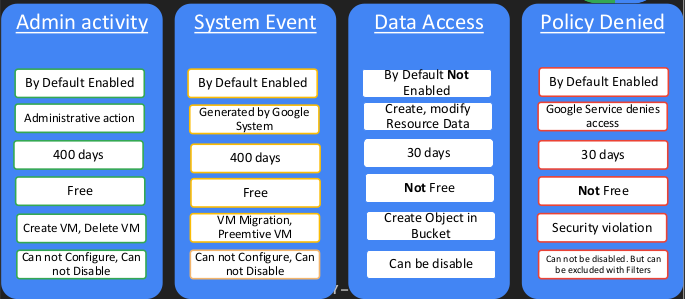 Admin activity
By Default Enabled
Administrative action
400 days
Free
Create VM, Delete VM
Can not Configure, Can
not Disable
System Event
By Default Enabled
Generated by Google
System
400 days
Free
VM Migration,
Preemtive VM
Can not Configure, Can
not Disable
Data Access
By Default Not
Enabled
Create, modify
Resource Data
30 days
Not Free
Create Object in
Bucket
Can be disable
Policy Denied
By Default Enabled
Google Service denies
access
30 days
Not Free
Security violation
Can not be disabled. But can
be excluded with Filters